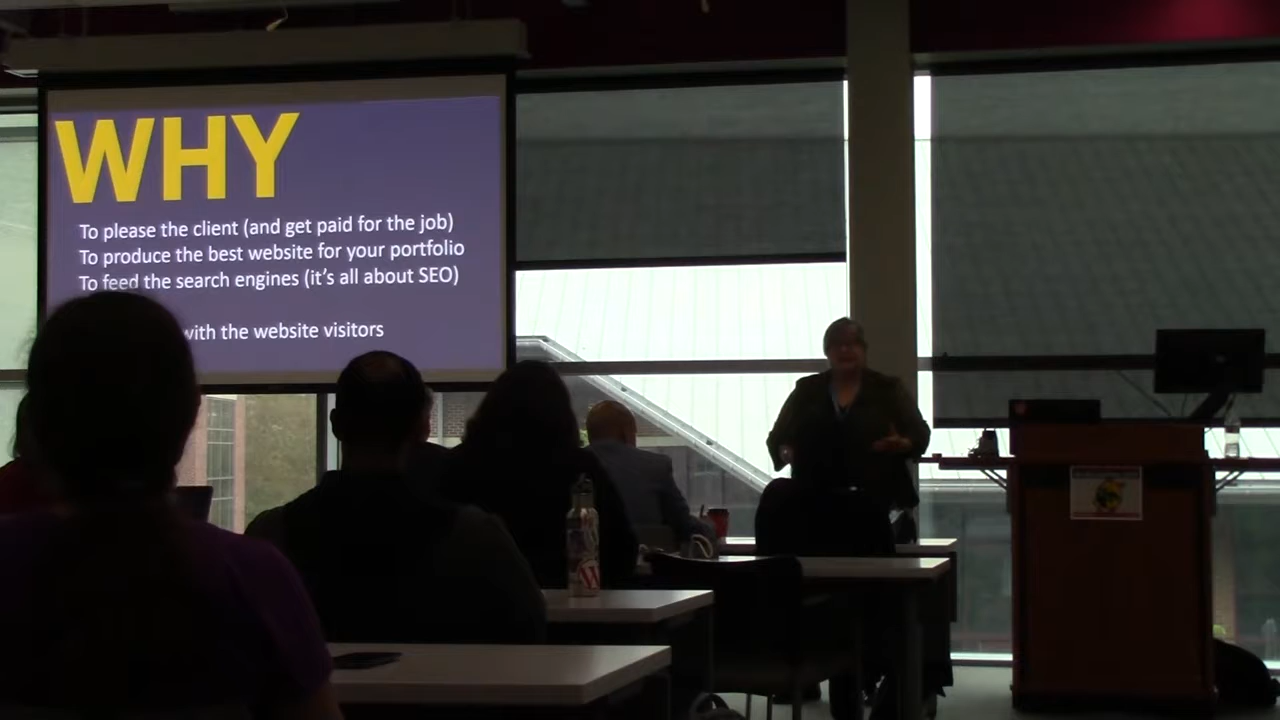 WHY
To please the client (and get paid for the job)
To produce the best website for your portfolio
To feed the search engines (it's all about SEO)
with the website visitors